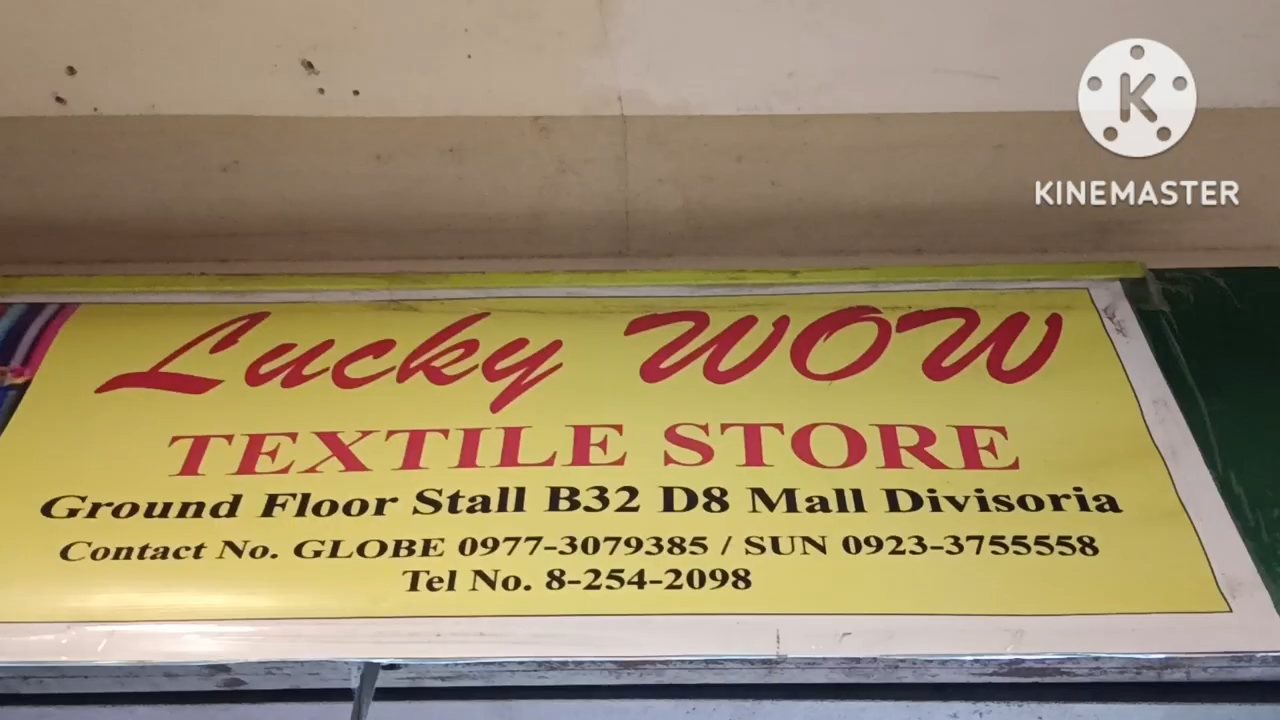 K
KINEMASTER
Lucky WOW
TEXTILE STORE
Ground Floor Stall B32 D8 Mall Divisoria
Contact No. GLOBE 0977-3079385 / SUN 0923-3755558
Tel No. 8-254-2098